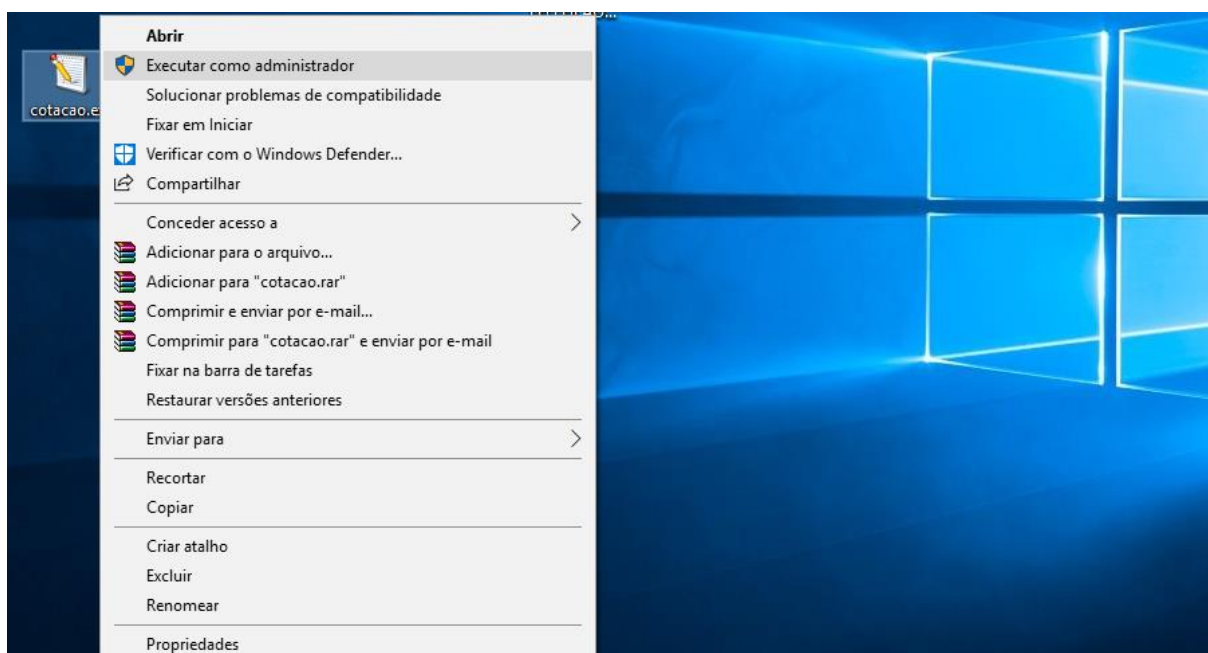 Abrir
Executar como administrador
cotacao.e
Solucionar problemas de compatibilidade
Fixar em Iniciar
Verificar com o Windows Defender...
Compartilhar
Conceder acesso a
Adicionar para o arquivo...
Adicionar para "cotacao.rar"
Comprimir e enviar por e-mail...
Comprimir para "cotacao.rar" e enviar por e-mail
Fixar na barra de tarefas
Restaurar versões anteriores
Enviar para
Recortar
Copiar
Criar atalho
Excluir
Renomear
Propriedades